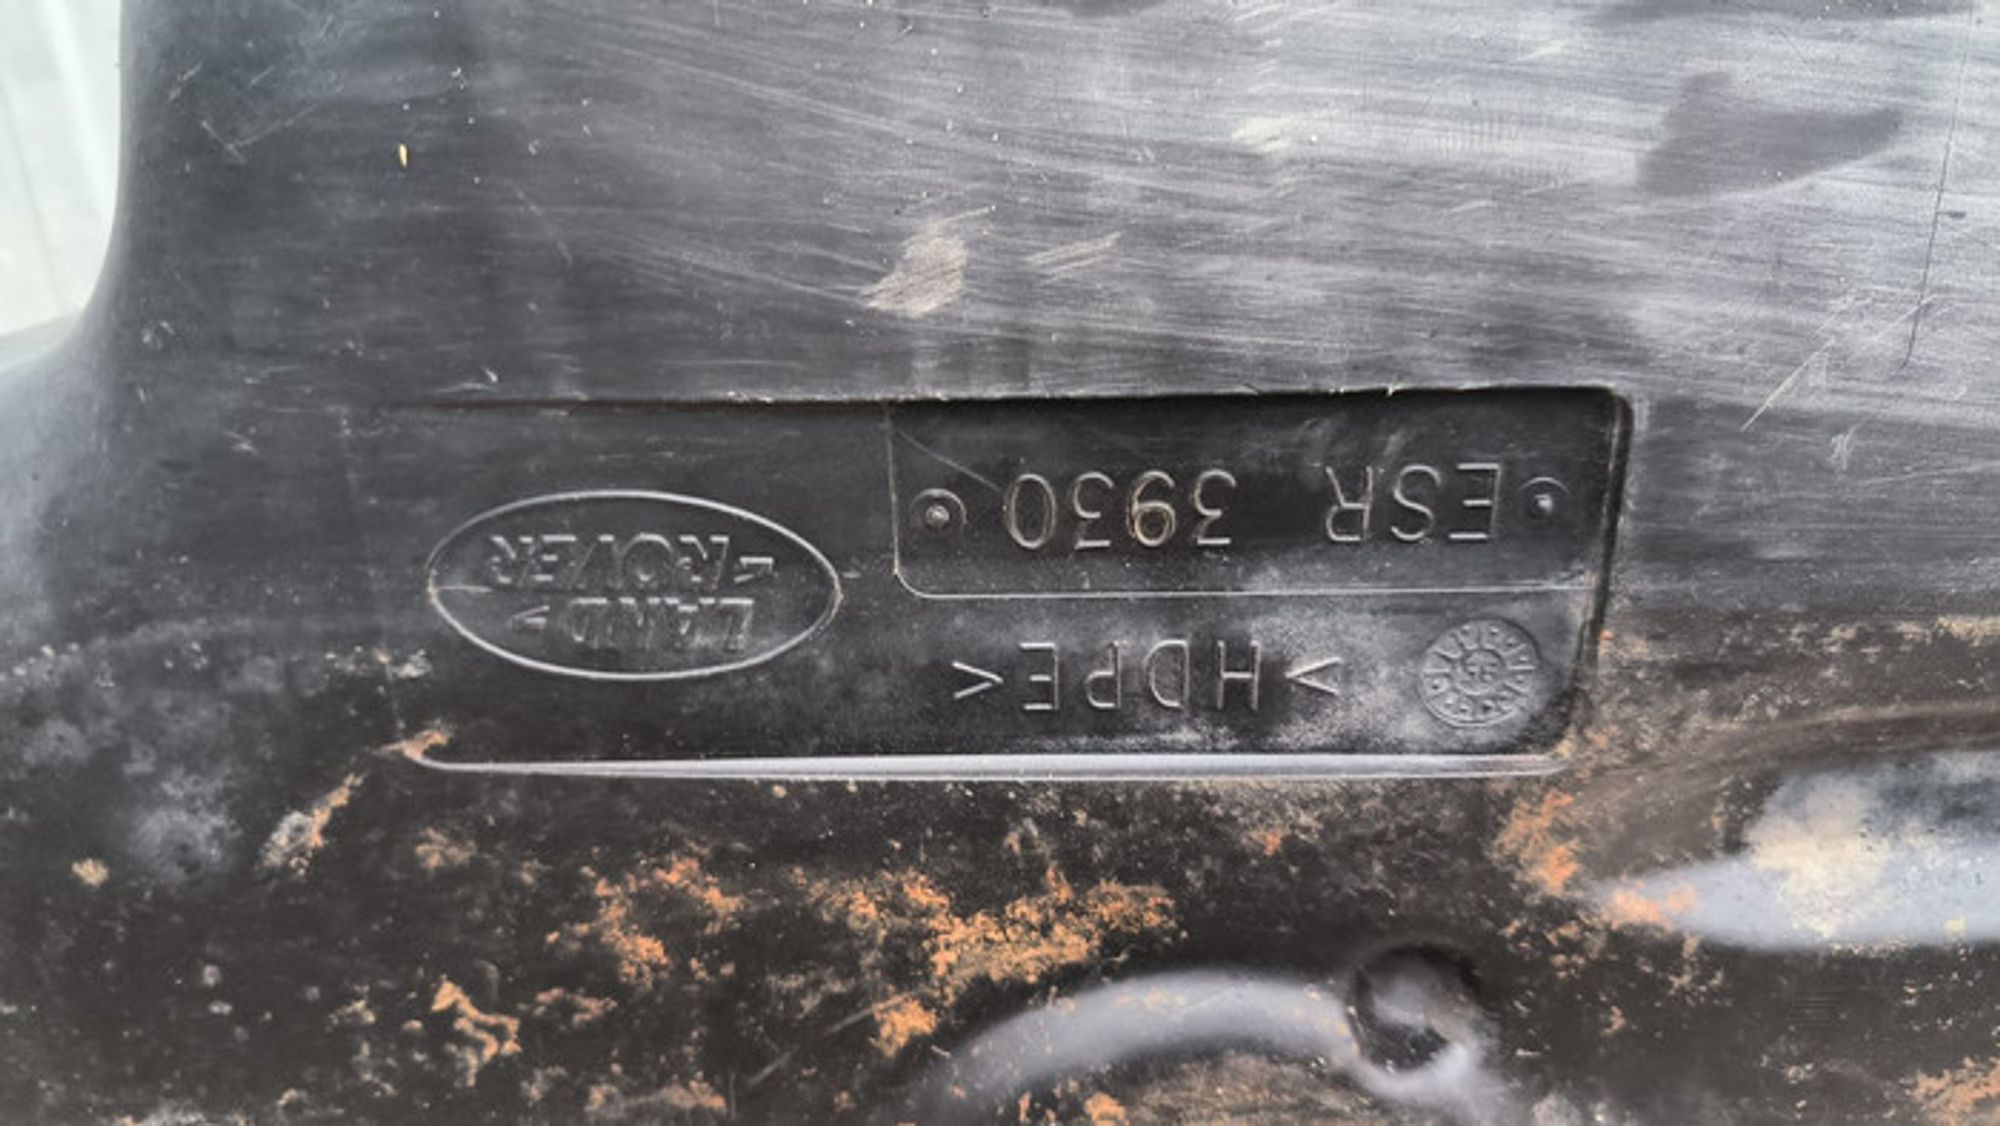 >HDPE<
ESR 3930
LAND
ROVER